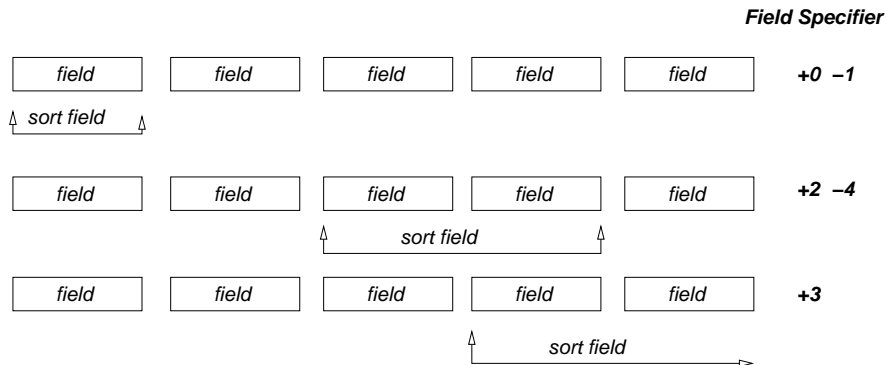 Field Specifier
field field field field field +0 –1
sort field
field field field field field +2 –4
sort field
field field field field field +3
sort field